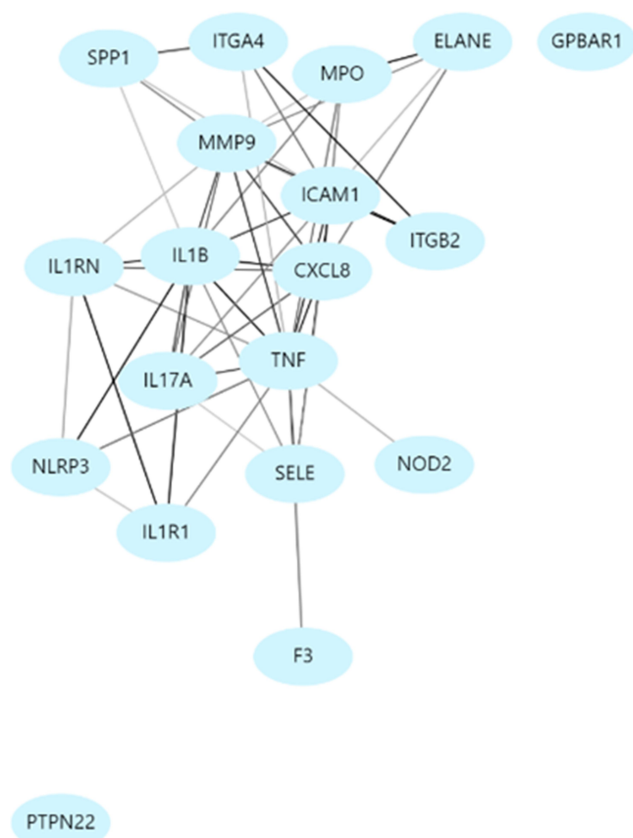 SPP1
ITGA4
MPO
ELANE
GPBAR1
MMP9
ICAM1
ITGB2
IL1RN
IL1B
CXCL8
IL17A
TNF
NLRP3
SELE
NOD2
IL1R1
F3
PTPN22